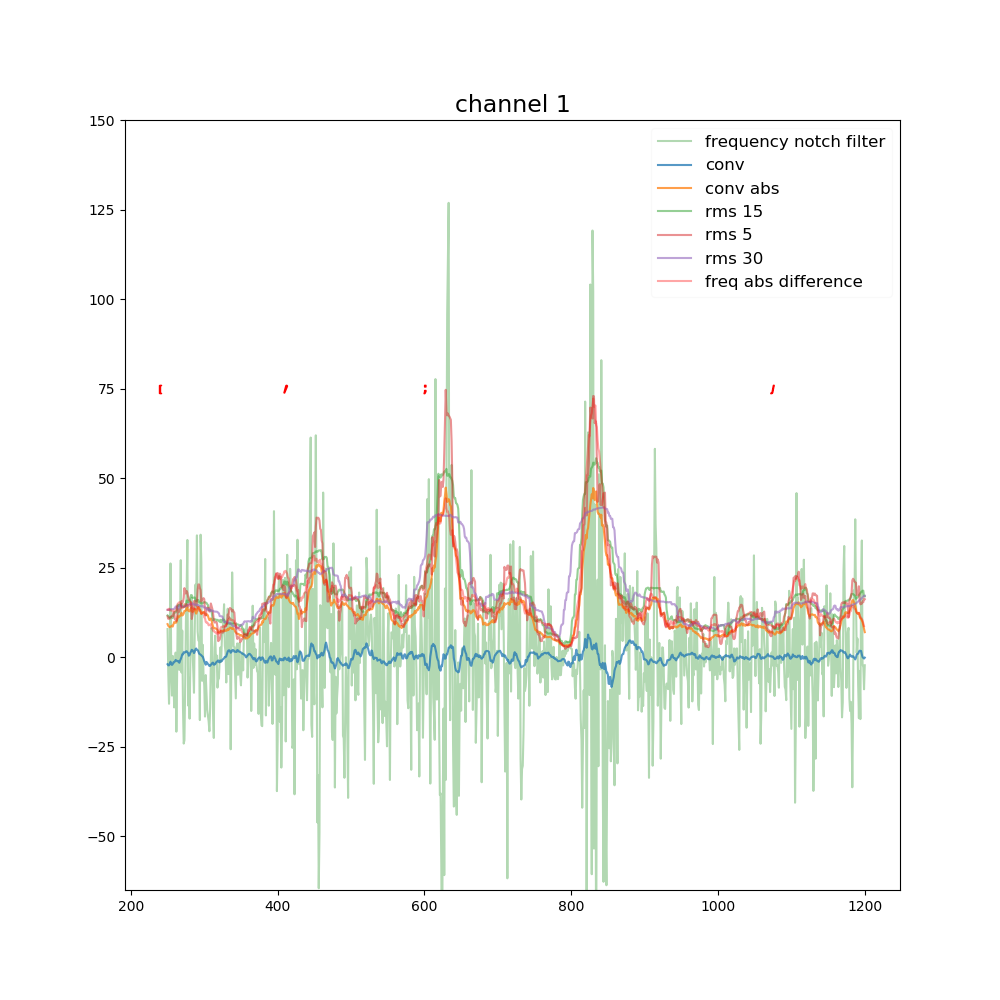 channel 1
150
125
100
75
50
25
0
−25
−50
frequency notch filter
conv
conv abs
rms 15
rms 5
rms 30
freq abs difference
[ / ; J
200 400 600 800 1000 1200